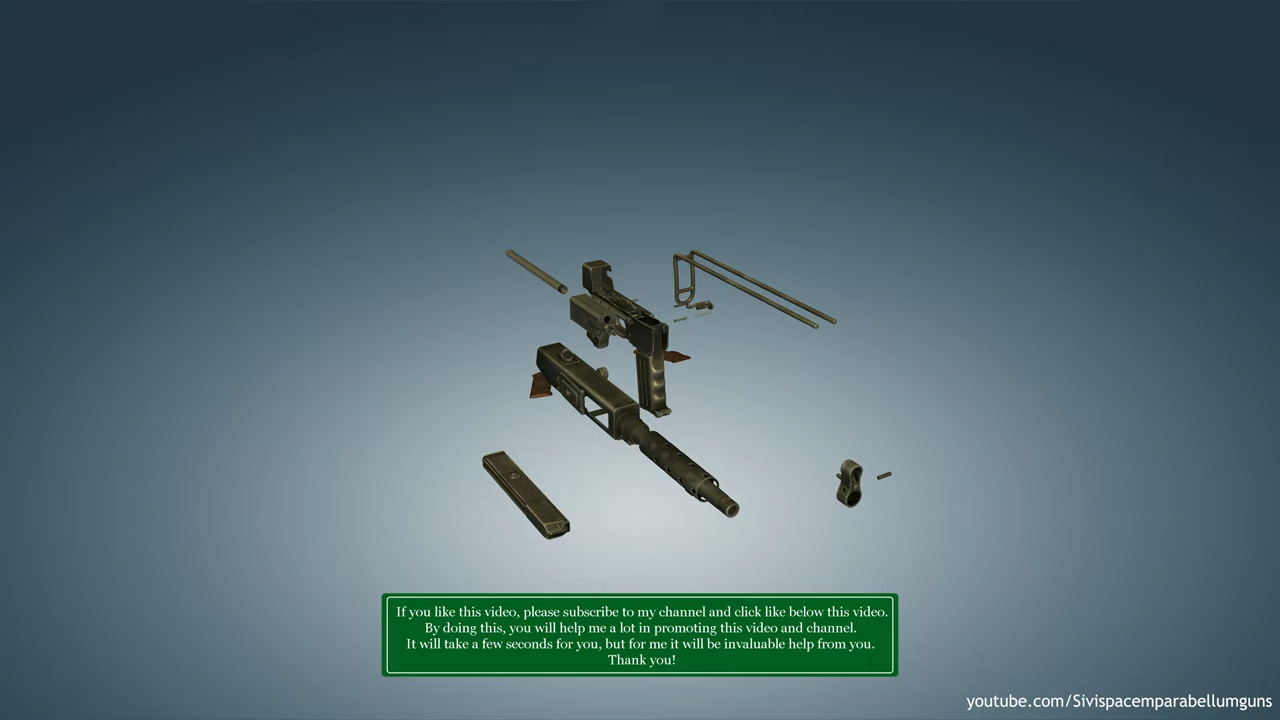 If you like this video, please subscribe to my channel and click like below this video.
By doing this, you will help me a lot in promoting this video and channel.
It will take a few seconds for you, but for me it will be invaluable help from you.
Thank you!
youtube.com/Sivispacemparabellumguns